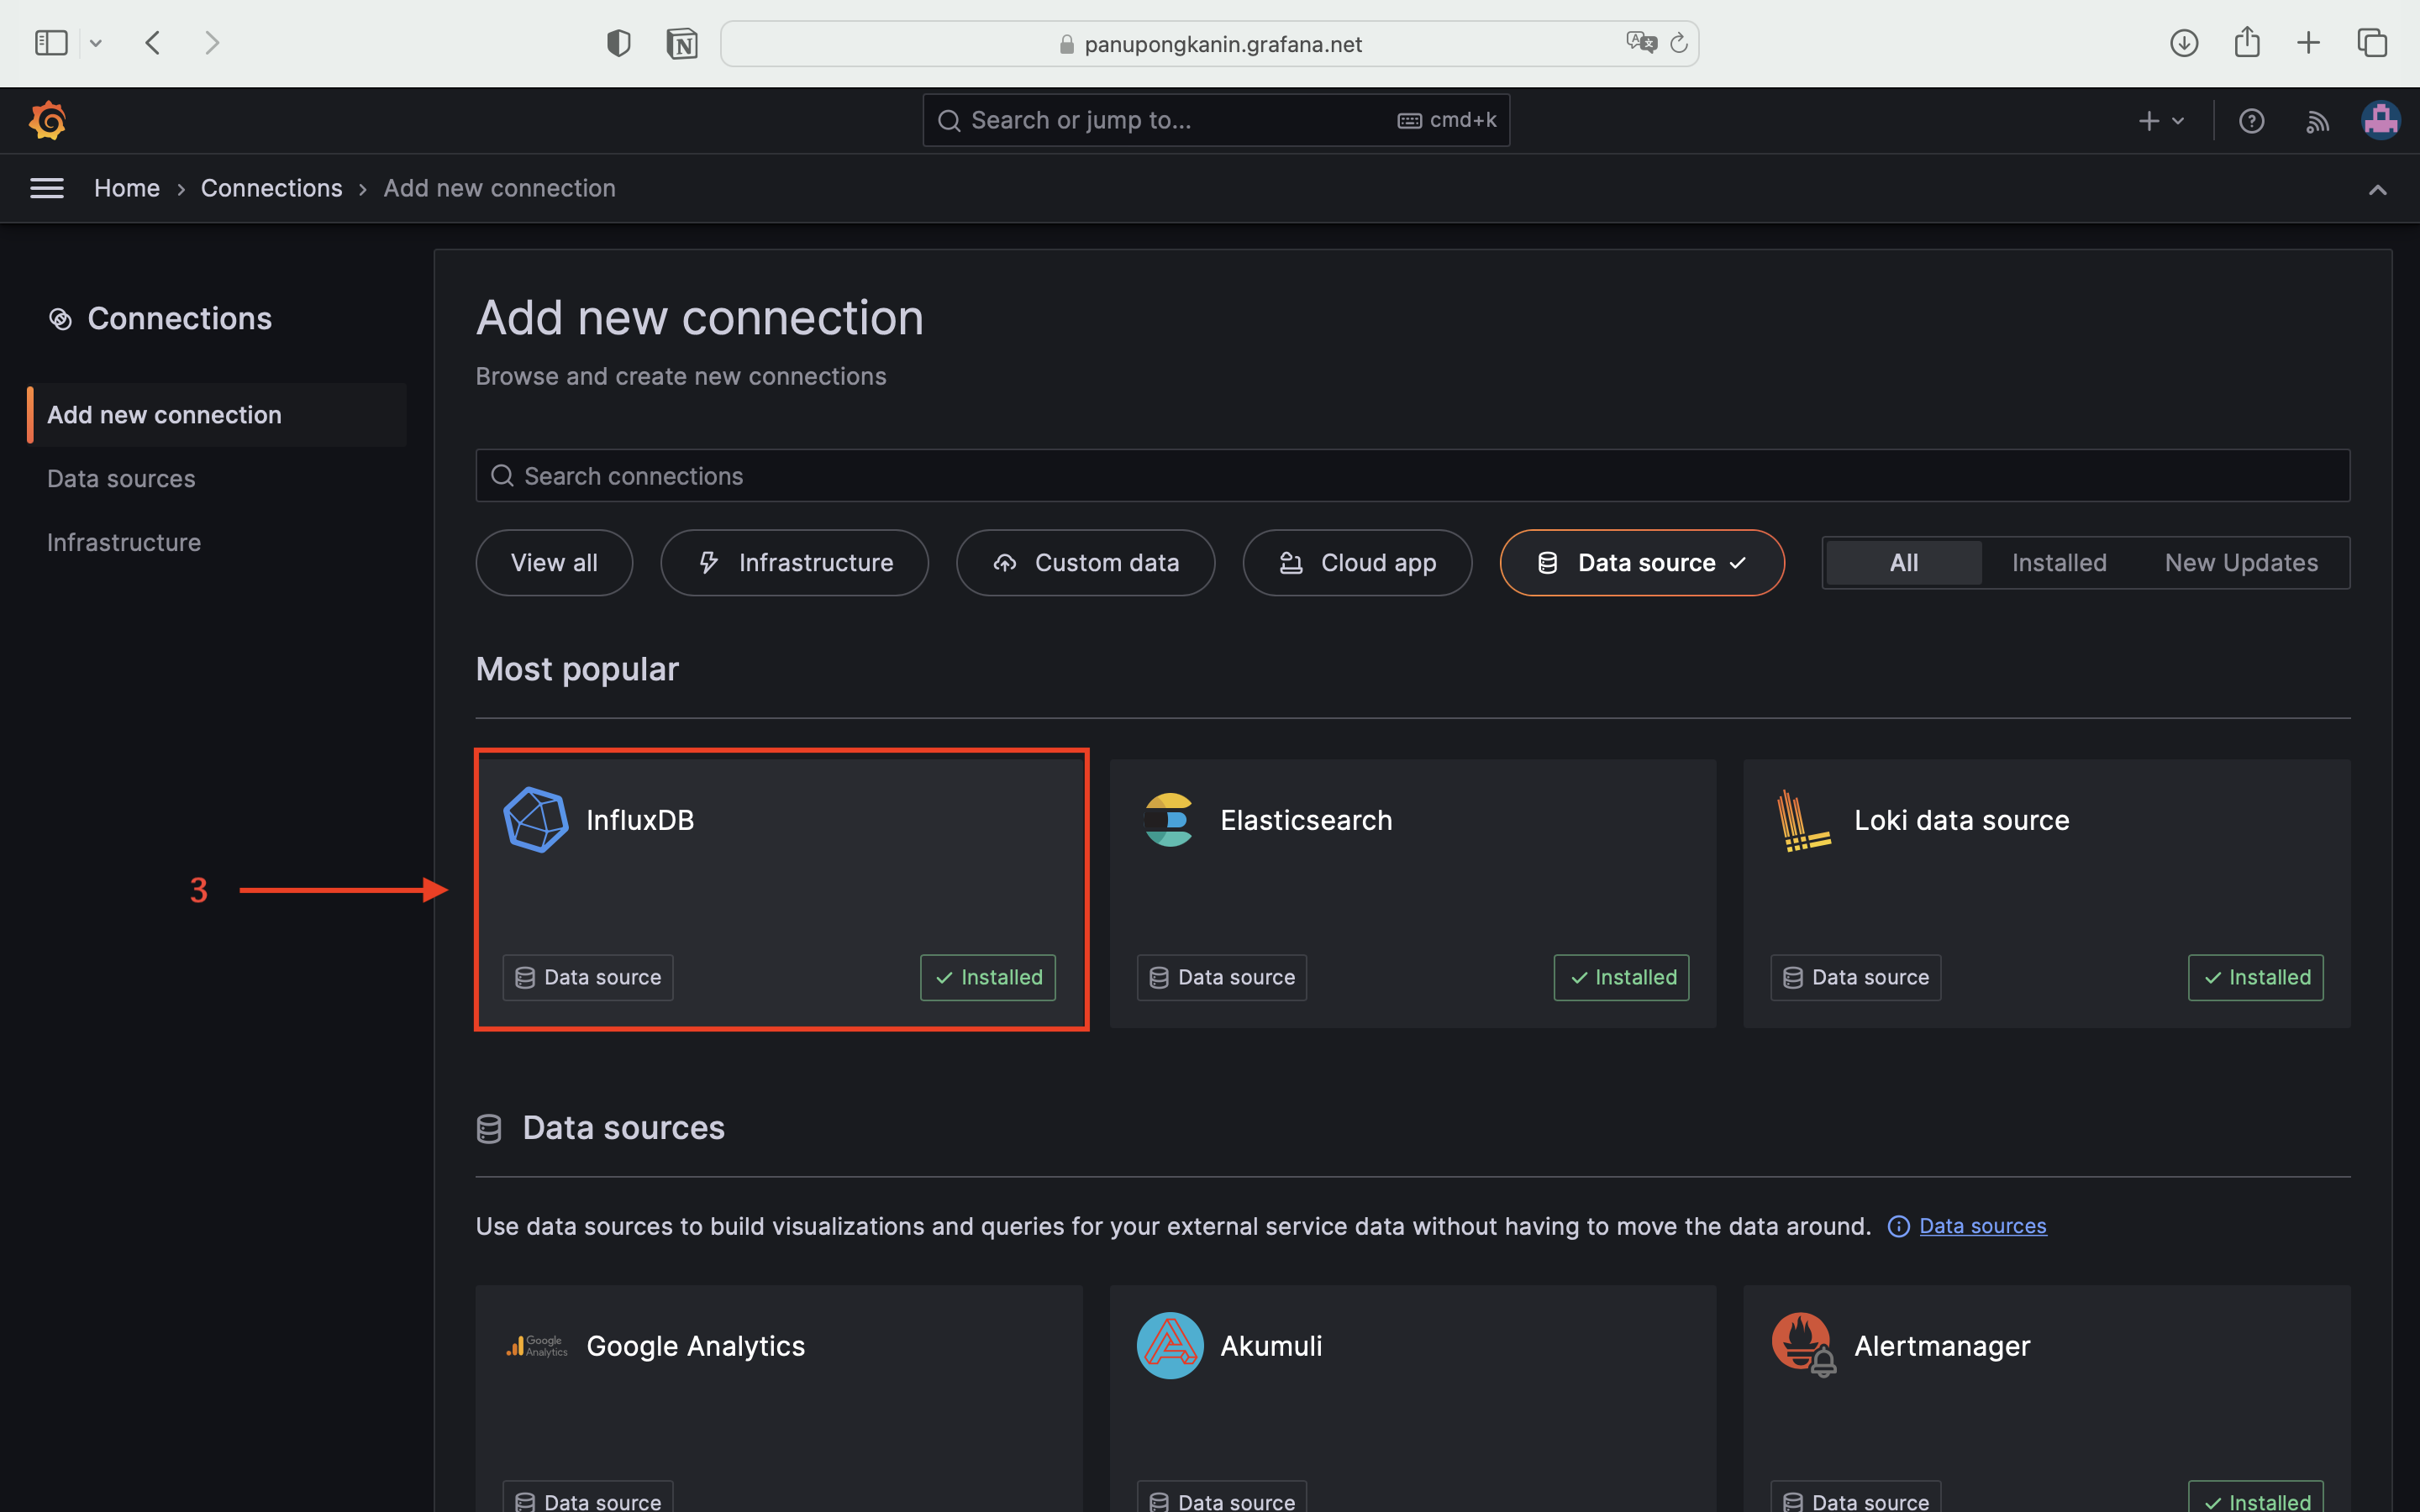 panupongkanin.grafana.net
Search or jump to... cmd+k
Home › Connections › Add new connection
Connections
Add new connection
Data sources
Infrastructure
Add new connection
Browse and create new connections
Search connections
View all Infrastructure Custom data Cloud app Data source All Installed New Updates
Most popular
3
InfluxDB
Data source Installed
Elasticsearch
Data source Installed
Loki data source
Data source Installed
Data sources
Use data sources to build visualizations and queries for your external service data without having to move the data around. Data sources
Google
Analytics
Google Analytics
Data source
Akumuli
Data source
Alertmanager
Data source Installed